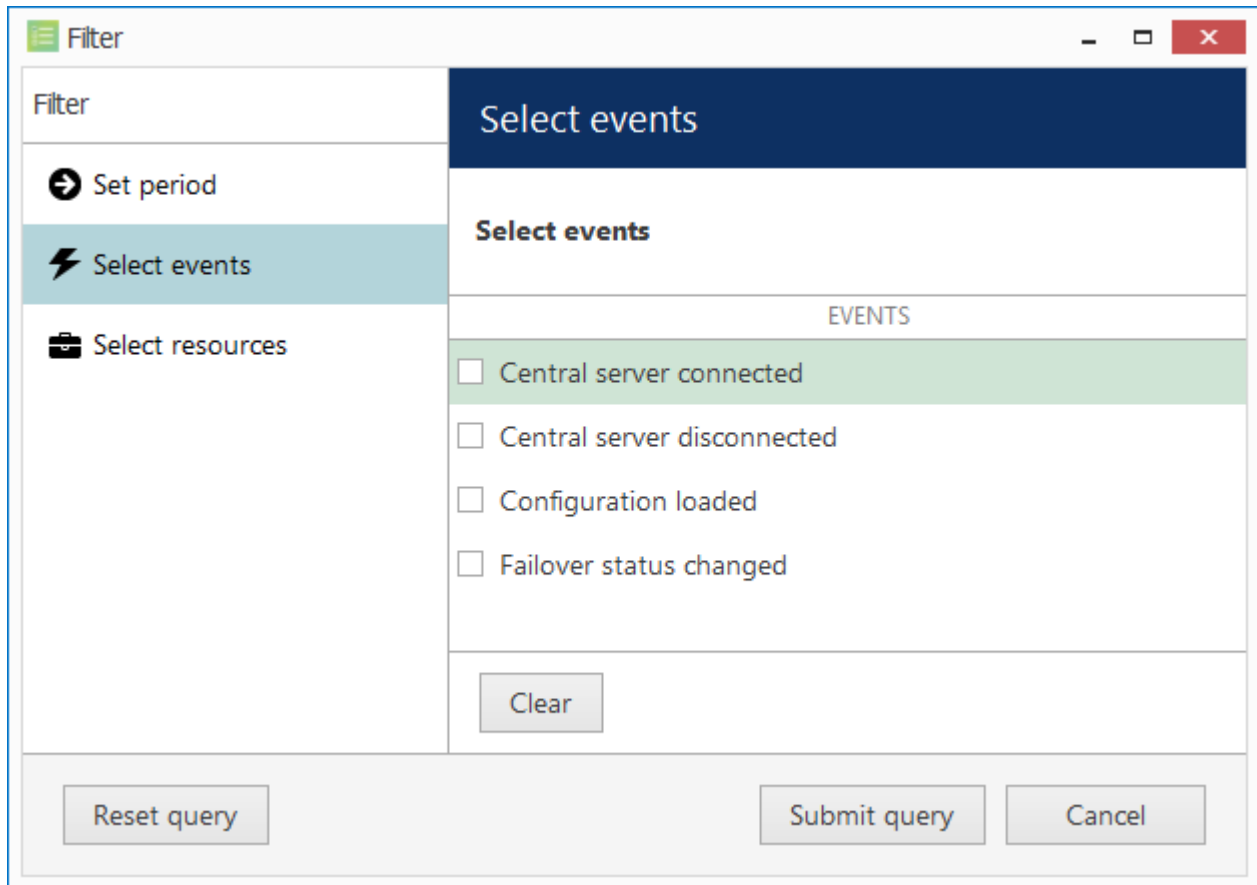 Filter
Filter
Set period
Select events
Select resources
Select events
Select events
EVENTS
Central server connected
Central server disconnected
Configuration loaded
Failover status changed
Clear
Reset query
Submit query
Cancel